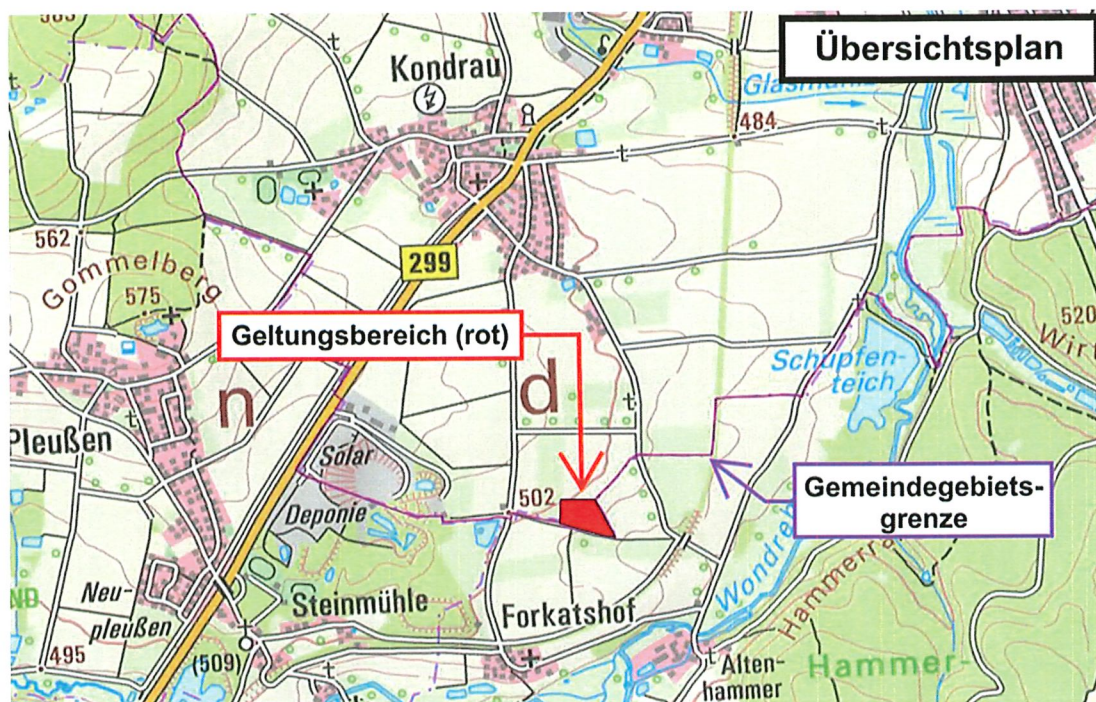 Übersichtsplan
Kondrau
484
562
Gommelberg
575
299
Geltungsbereich (rot)
n
d
Schupfen-
teich
520
Pleußen
Solar
Deponie
502
Gemeindegebiets-
grenze
Neu-
pleußen
Steinmühle
Forkatshof
495
(509)
Alten-
hammer
Hammer-